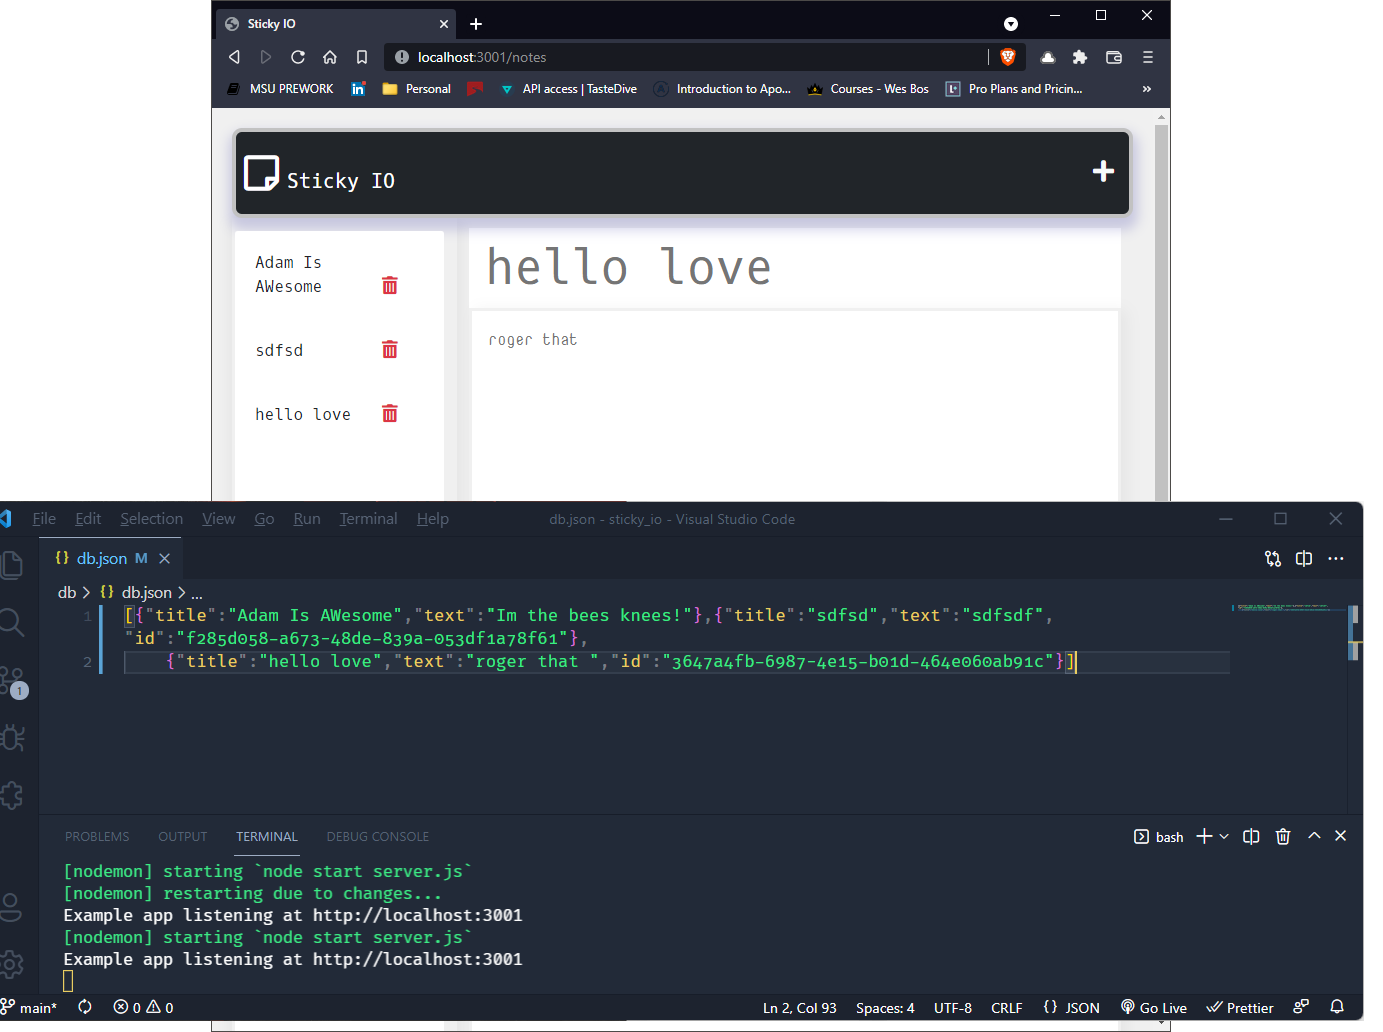 Sticky IO
localhost:3001/notes
MSU PREWORK Personal API access | TasteDive Introduction to Apo... Courses - Wes Bos Pro Plans and Pricin... »
Sticky IO
Adam Is
AWesome
sdfsd
hello love
hello love
roger that
File Edit Selection View Go Run Terminal Help db.json - sticky_io - Visual Studio Code
{} db.json M
db > {} db.json > ...
1 [{"title":"Adam Is AWesome","text":"Im the bees knees!"},{"title":"sdfsd","text":"sdfsdf",
"id":"f285d058-a673-48de-839a-053df1a78f61"},
2 {"title":"hello love","text":"roger that ","id":"3647a4fb-6987-4e15-b01d-464e060ab91c"}]
1
PROBLEMS OUTPUT TERMINAL DEBUG CONSOLE bash
[nodemon] starting `node start server.js`
[nodemon] restarting due to changes...
Example app listening at http://localhost:3001
[nodemon] starting `node start server.js`
Example app listening at http://localhost:3001
main* 0 0 Ln 2, Col 93 Spaces: 4 UTF-8 CRLF {} JSON Go Live Prettier